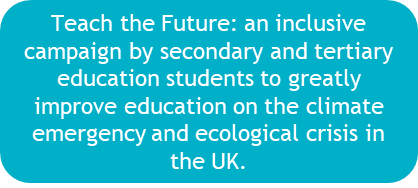 Teach the Future: an inclusive
campaign by secondary and tertiary
education students to greatly
improve education on the climate
emergency and ecological crisis in
the UK.